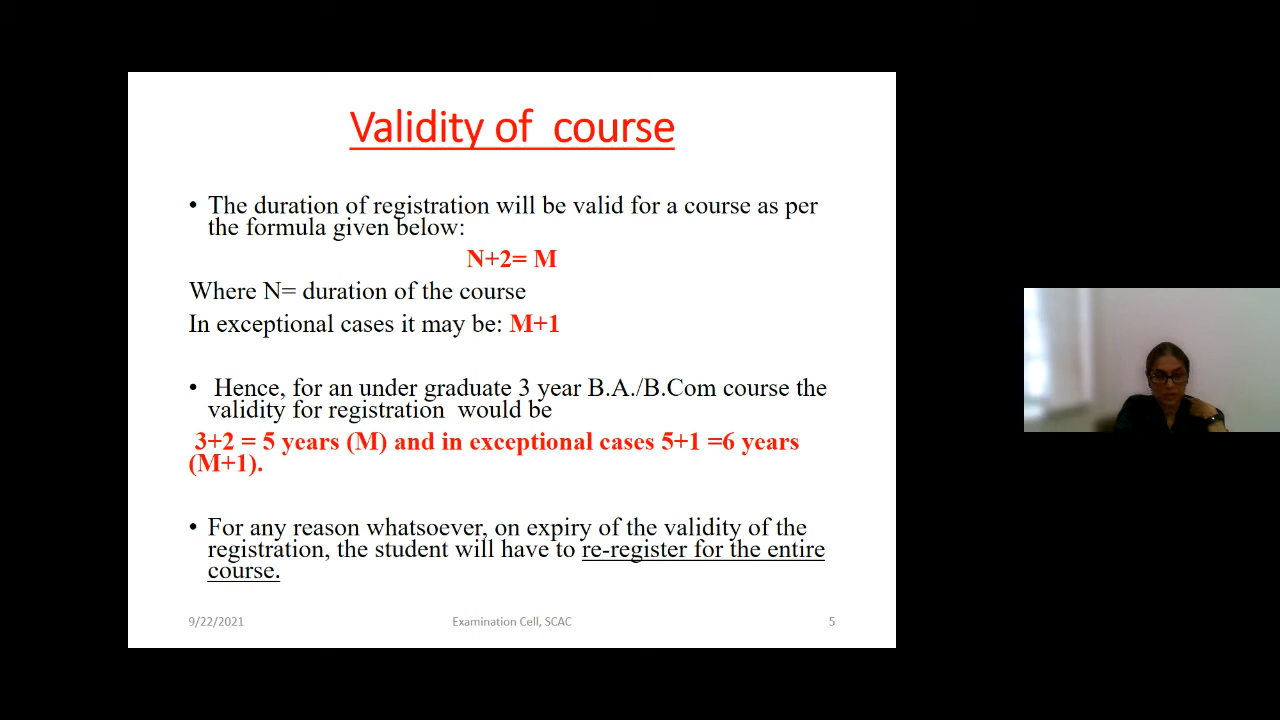 Validity of  course
• The duration of registration will be valid for a course as per
the formula given below:
N+2= M
Where N= duration of the course
In exceptional cases it may be: M+1
•  Hence, for an under graduate 3 year B.A./B.Com course the
validity for registration  would be
3+2 = 5 years (M) and in exceptional cases 5+1 =6 years
(M+1).
• For any reason whatsoever, on expiry of the validity of the
registration, the student will have to re-register for the entire
course.
9/22/2021 Examination Cell, SCAC 5